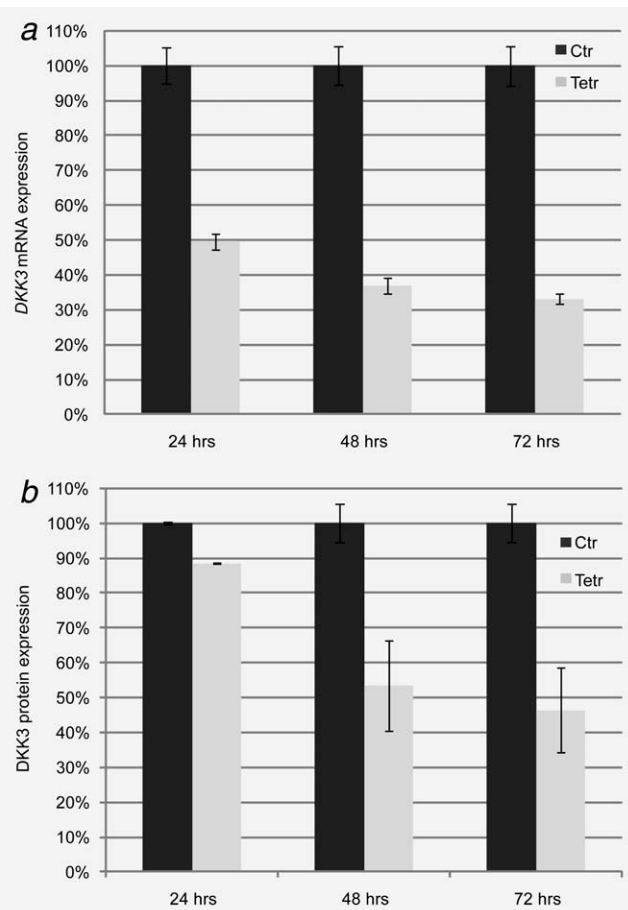 a
110%
100%
90%
80%
70%
60%
50%
40%
30%
20%
10%
0%
DKK3 mRNA expression
Ctr
Tetr
24 hrs 48 hrs 72 hrs
b
110%
100%
90%
80%
70%
60%
50%
40%
30%
20%
10%
0%
DKK3 protein expression
Ctr
Tetr
24 hrs 48 hrs 72 hrs